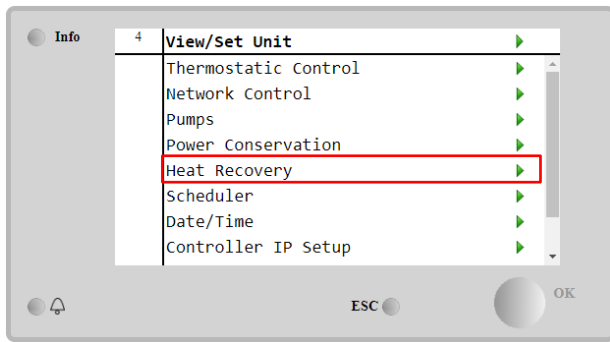 Info
4 View/Set Unit
Thermostatic Control
Network Control
Pumps
Power Conservation
Heat Recovery
Scheduler
Date/Time
Controller IP Setup
ESC
OK